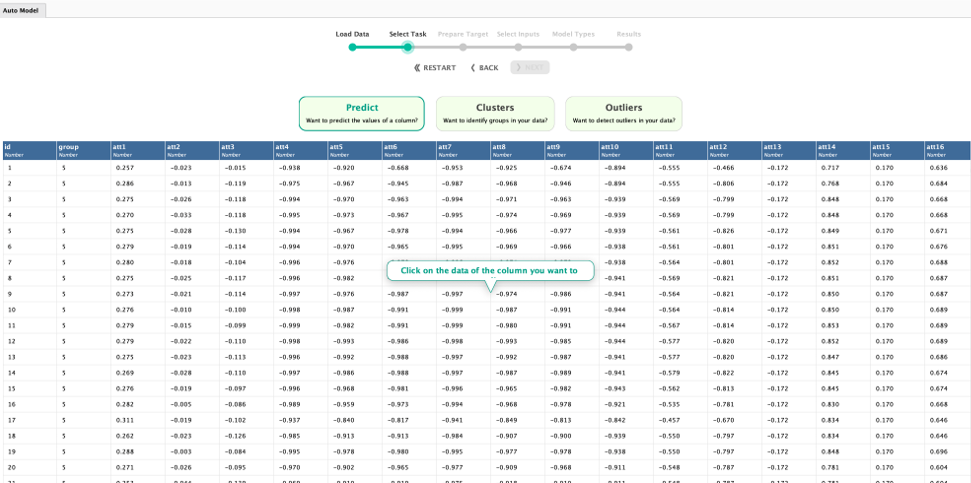 Auto Model
Load Data Select Task Prepare Target Select Inputs Model Types Results
RESTART BACK NEXT
Predict Clusters Outliers
Want to predict the values of a column? Want to identify groups in your data? Want to detect outliers in your data?
id group att1 att2 att3 att4 att5 att6 att7 att8 att9 att10 att11 att12 att13 att14 att15 att16
Number Number Number Number Number Number Number Number Number Number Number Number Number Number Number Number Number Number
1 5 0.257 -0.023 -0.015 -0.938 -0.920 -0.668 -0.953 -0.925 -0.674 -0.894 -0.555 -0.466 -0.172 0.717 0.170 0.636
2 5 0.286 -0.013 -0.119 -0.975 -0.967 -0.945 -0.987 -0.968 -0.946 -0.894 -0.555 -0.806 -0.172 0.768 0.170 0.684
3 5 0.275 -0.026 -0.118 -0.994 -0.970 -0.963 -0.994 -0.971 -0.963 -0.939 -0.569 -0.799 -0.172 0.848 0.170 0.668
4 5 0.270 -0.033 -0.118 -0.995 -0.973 -0.967 -0.995 -0.974 -0.969 -0.939 -0.569 -0.799 -0.172 0.848 0.170 0.668
5 5 0.275 -0.028 -0.130 -0.994 -0.967 -0.978 -0.994 -0.966 -0.977 -0.939 -0.561 -0.826 -0.172 0.849 0.170 0.671
6 5 0.279 -0.019 -0.114 -0.994 -0.970 -0.965 -0.995 -0.969 -0.966 -0.938 -0.561 -0.801 -0.172 0.851 0.170 0.676
7 5 0.280 -0.018 -0.104 -0.996 -0.976 -0.938 -0.564 -0.801 -0.172 0.852 0.170 0.688
Click on the data of the column you want to
8 5 0.275 -0.025 -0.117 -0.996 -0.982 -0.941 -0.569 -0.821 -0.172 0.851 0.170 0.687
9 5 0.273 -0.021 -0.114 -0.997 -0.976 -0.987 -0.997 -0.974 -0.986 -0.941 -0.564 -0.821 -0.172 0.850 0.170 0.687
10 5 0.276 -0.010 -0.100 -0.998 -0.987 -0.991 -0.999 -0.987 -0.991 -0.944 -0.564 -0.814 -0.172 0.850 0.170 0.689
11 5 0.279 -0.015 -0.099 -0.999 -0.982 -0.991 -0.999 -0.980 -0.991 -0.944 -0.567 -0.814 -0.172 0.853 0.170 0.689
12 5 0.279 -0.022 -0.110 -0.998 -0.993 -0.986 -0.998 -0.993 -0.985 -0.944 -0.577 -0.820 -0.172 0.852 0.170 0.689
13 5 0.275 -0.023 -0.113 -0.996 -0.992 -0.988 -0.997 -0.992 -0.987 -0.941 -0.577 -0.820 -0.172 0.847 0.170 0.686
14 5 0.269 -0.028 -0.110 -0.997 -0.986 -0.988 -0.997 -0.987 -0.989 -0.941 -0.579 -0.822 -0.172 0.845 0.170 0.674
15 5 0.276 -0.019 -0.097 -0.996 -0.968 -0.981 -0.996 -0.965 -0.982 -0.943 -0.562 -0.813 -0.172 0.845 0.170 0.674
16 5 0.282 -0.005 -0.086 -0.989 -0.959 -0.973 -0.994 -0.968 -0.978 -0.921 -0.535 -0.781 -0.172 0.830 0.170 0.668
17 5 0.311 -0.019 -0.102 -0.937 -0.840 -0.817 -0.941 -0.849 -0.813 -0.842 -0.457 -0.670 -0.172 0.834 0.170 0.646
18 5 0.262 -0.023 -0.126 -0.985 -0.913 -0.913 -0.984 -0.907 -0.900 -0.939 -0.550 -0.797 -0.172 0.834 0.170 0.646
19 5 0.288 -0.003 -0.084 -0.995 -0.978 -0.980 -0.995 -0.977 -0.978 -0.938 -0.550 -0.797 -0.172 0.848 0.170 0.696
20 5 0.271 -0.026 -0.095 -0.970 -0.902 -0.965 -0.977 -0.909 -0.968 -0.911 -0.548 -0.787 -0.172 0.781 0.170 0.604